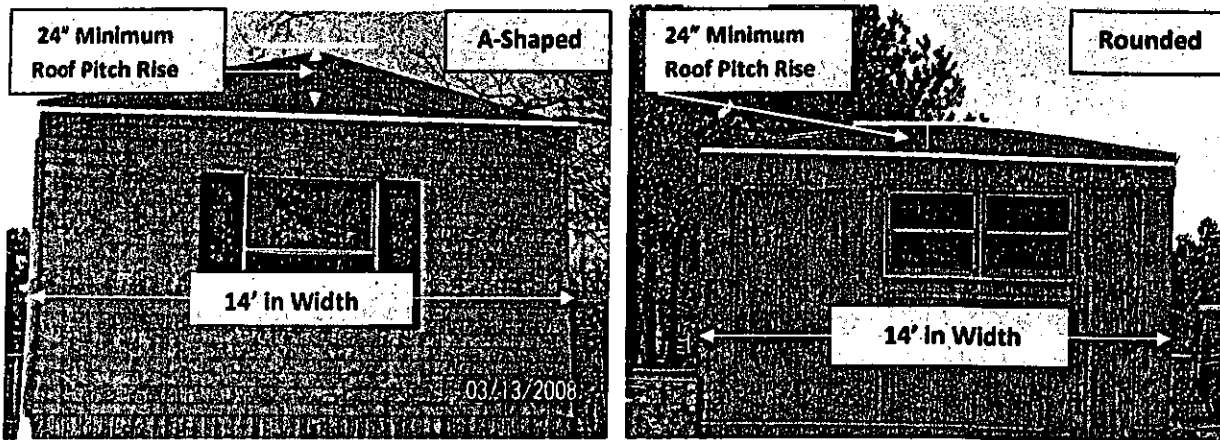 24" Minimum
Roof Pitch Rise
A-Shaped
14' in Width
03/13/2008
24" Minimum
Roof Pitch Rise
Rounded
14' in Width